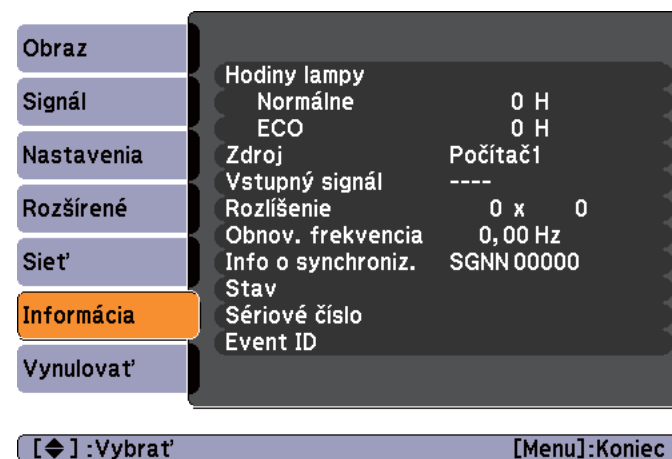 Obraz
Signál
Nastavenia
Rozšírené
Sieť
Informácia
Vynulovať
Hodiny lampy
Normálne 0 H
ECO 0 H
Zdroj Počítač1
Vstupný signál ----
Rozlíšenie 0 x 0
Obnov. frekvencia 0,00 Hz
Info o synchroniz. SGNN 00000
Stav
Sériové číslo
Event ID
[◆] :Vybrať [Menu]:Koniec